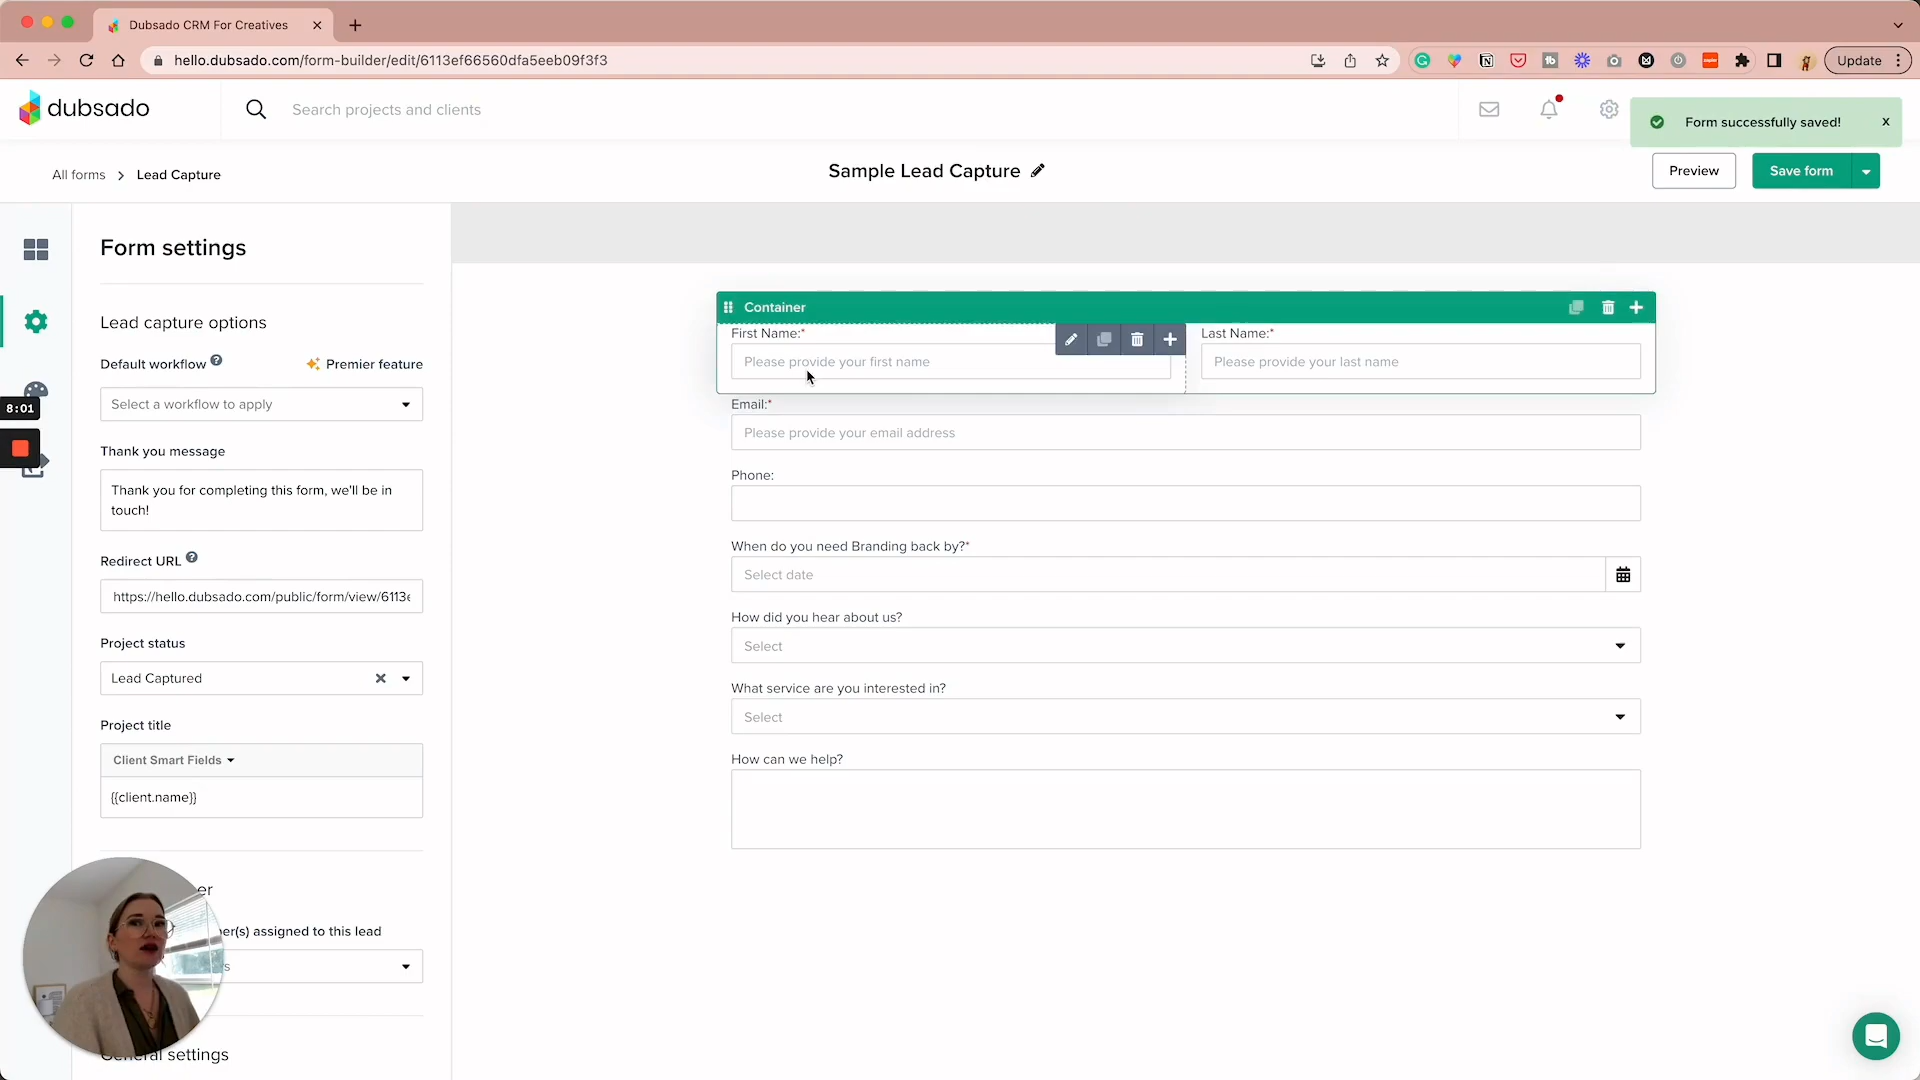 Dubsado CRM For Creatives
hello.dubsado.com/form-builder/edit/6113ef66560dfa5eeb09f3f3
Update
dubsado
Search projects and clients
Form successfully saved!
x
All forms > Lead Capture
Sample Lead Capture
Preview
Save form
Form settings
Lead capture options
Default workflow
Premier feature
Select a workflow to apply
8:01
Thank you message
Thank you for completing this form, we'll be in
touch!
Redirect URL
https://hello.dubsado.com/public/form/view/6113e
Project status
Lead Captured
Project title
Client Smart Fields
{{client.name}}
er(s) assigned to this lead
settings
Container
First Name:*
Please provide your first name
Last Name:*
Please provide your last name
Email:*
Please provide your email address
Phone:
When do you need Branding back by?*
Select date
How did you hear about us?
Select
What service are you interested in?
Select
How can we help?